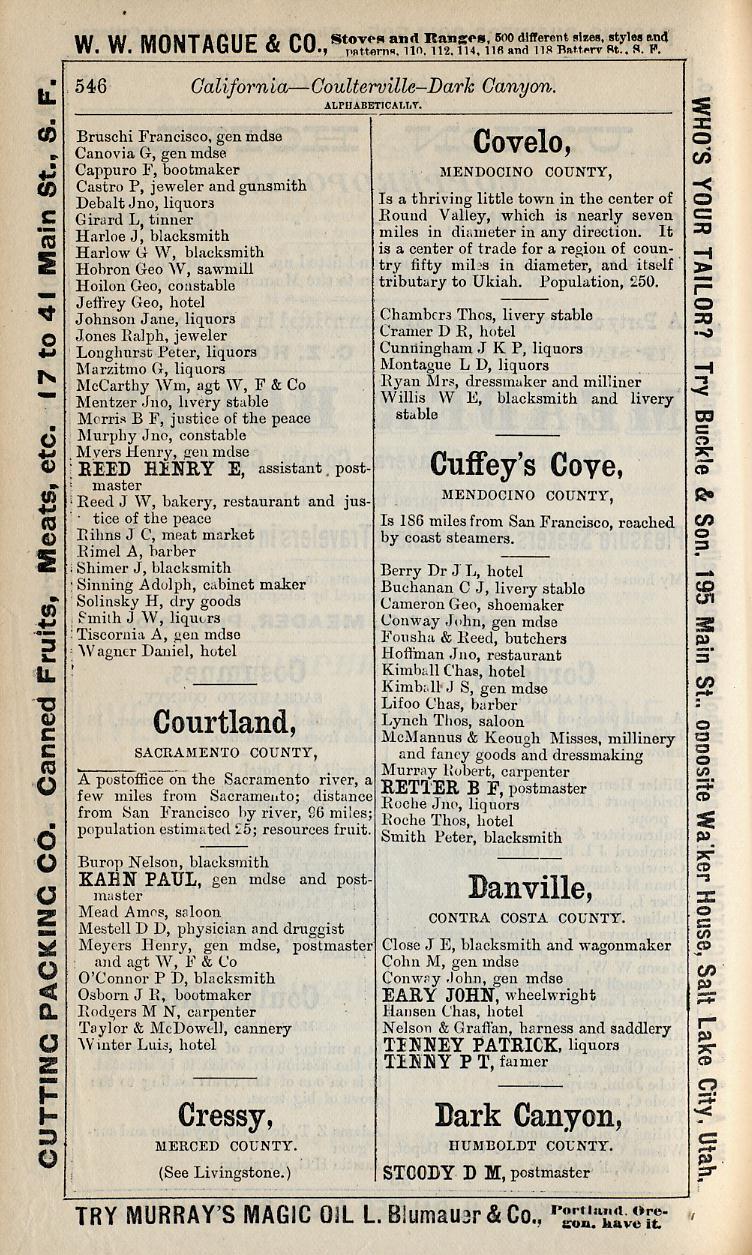 W. W. MONTAGUE & CO., Stoves and Ranges, 500 different sizes, styles and
patterns, 110, 112, 114, 116 and 118 Battery St., S. F.
546 California—Coulterville–Dark Canyon.
ALPHABETICALLY.
Bruschi Francisco, gen mdse
Canovia G, gen mdse
Cappuro F, bootmaker
Castro P, jeweler and gunsmith
Debalt Jno, liquors
Girard L, tinner
Harloe J, blacksmith
Harlow G W, blacksmith
Hobron Geo W, sawmill
Hoilon Geo, constable
Jeffrey Geo, hotel
Johnson Jane, liquors
Jones Ralph, jeweler
Longhurst Peter, liquors
Marzitmo G, liquors
McCarthy Wm, agt W, F & Co
Mentzer Jno, livery stable
Morris B F, justice of the peace
Murphy Jno, constable
Myers Henry, gen mdse
REED HENRY E, assistant post-
master
Reed J W, bakery, restaurant and jus-
tice of the peace
Rihns J C, meat market
Rimel A, barber
Shimer J, blacksmith
Sinning Adolph, cabinet maker
Solinsky H, dry goods
Smith J W, liquors
Tiscornia A, gen mdse
Wagner Daniel, hotel
Courtland,
SACRAMENTO COUNTY,
A postoffice on the Sacramento river, a
few miles from Sacramento; distance
from San Francisco by river, 96 miles;
population estimated 25; resources fruit.
Burop Nelson, blacksmith
KAHN PAUL, gen mdse and post-
master
Mead Amos, saloon
Mestell D D, physician and druggist
Meyers Henry, gen mdse, postmaster
and agt W, F & Co
O'Connor P D, blacksmith
Osborn J R, bootmaker
Rodgers M N, carpenter
Taylor & McDowell, cannery
Winter Luis, hotel
Cressy,
MERCED COUNTY.
(See Livingstone.)
Covelo,
MENDOCINO COUNTY,
Is a thriving little town in the center of
Round Valley, which is nearly seven
miles in diameter in any direction. It
is a center of trade for a region of coun-
try fifty miles in diameter, and itself
tributary to Ukiah. Population, 250.
Chambers Thos, livery stable
Cramer D R, hotel
Cunningham J K P, liquors
Montague L D, liquors
Ryan Mrs, dressmaker and milliner
Willis W E, blacksmith and livery
stable
Cuffey's Cove,
MENDOCINO COUNTY,
Is 186 miles from San Francisco, reached
by coast steamers.
Berry Dr J L, hotel
Buchanan C J, livery stable
Cameron Geo, shoemaker
Conway John, gen mdse
Fousha & Reed, butchers
Hoffman Jno, restaurant
Kimball Chas, hotel
Kimball J S, gen mdse
Lifoo Chas, barber
Lynch Thos, saloon
McMannus & Keough Misses, millinery
and fancy goods and dressmaking
Murray Robert, carpenter
RETTER B F, postmaster
Roche Jno, liquors
Roche Thos, hotel
Smith Peter, blacksmith
Danville,
CONTRA COSTA COUNTY.
Close J E, blacksmith and wagonmaker
Cohn M, gen mdse
Conway John, gen mdse
EARY JOHN, wheelwright
Hansen Chas, hotel
Nelson & Graffan, harness and saddlery
TINNEY PATRICK, liquors
TINNY P T, farmer
Dark Canyon,
HUMBOLDT COUNTY.
STOODY D M, postmaster
CUTTING PACKING CO. Canned Fruits, Meats, etc. 17 to 41 Main St., S. F.
WHO'S YOUR TAILOR? Try Buckle & Son, 195 Main St., opposite Walker House, Salt Lake City, Utah.
TRY MURRAY'S MAGIC OIL L. Blumauer & Co., Portland, Ore-
gon, have it.